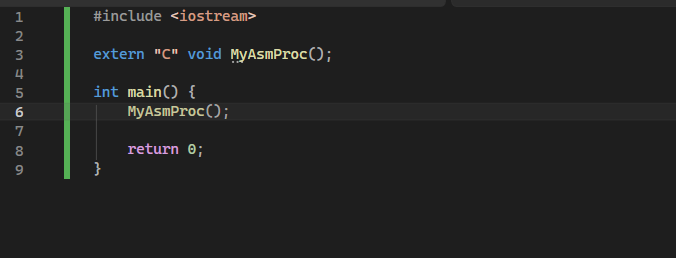 1 #include <iostream>
2
3 extern "C" void MyAsmProc();
4
5 int main() {
6     MyAsmProc();
7
8     return 0;
9 }